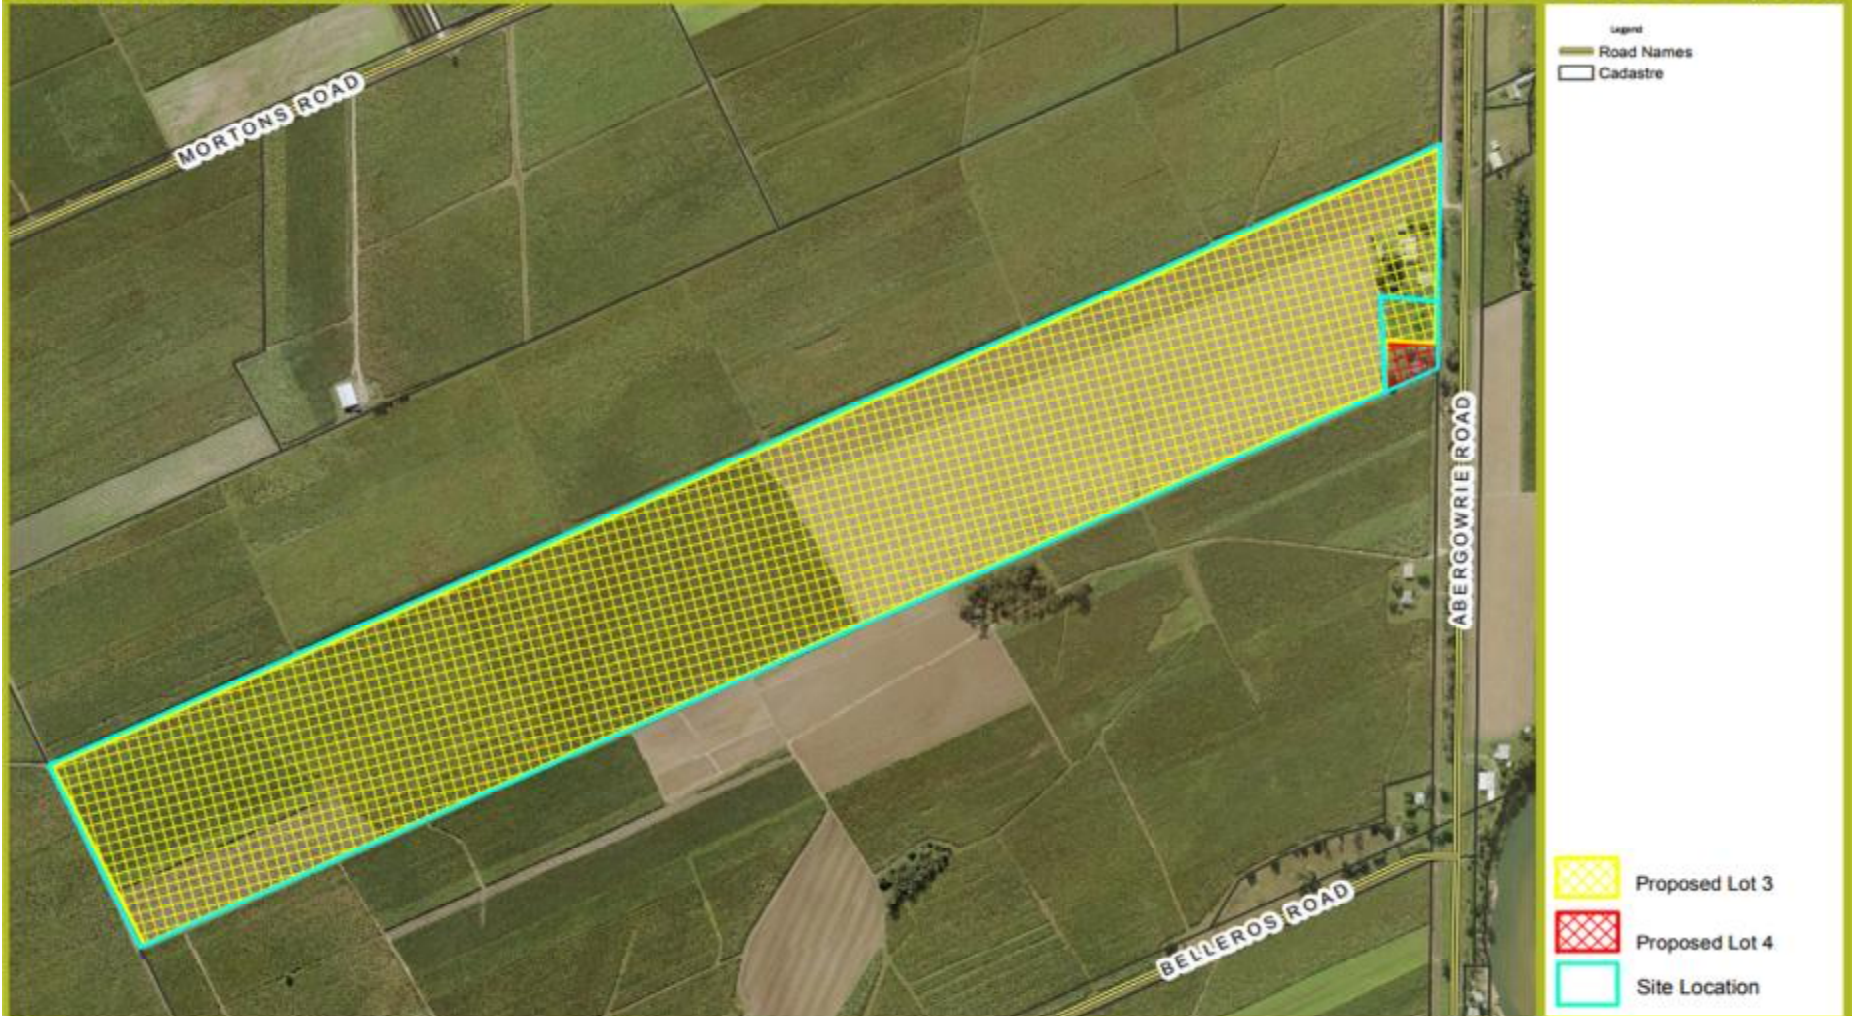 Legend
Road Names
Cadastre
MORTONS ROAD
ABERGOWRIE ROAD
BELLEROS ROAD
Proposed Lot 3
Proposed Lot 4
Site Location